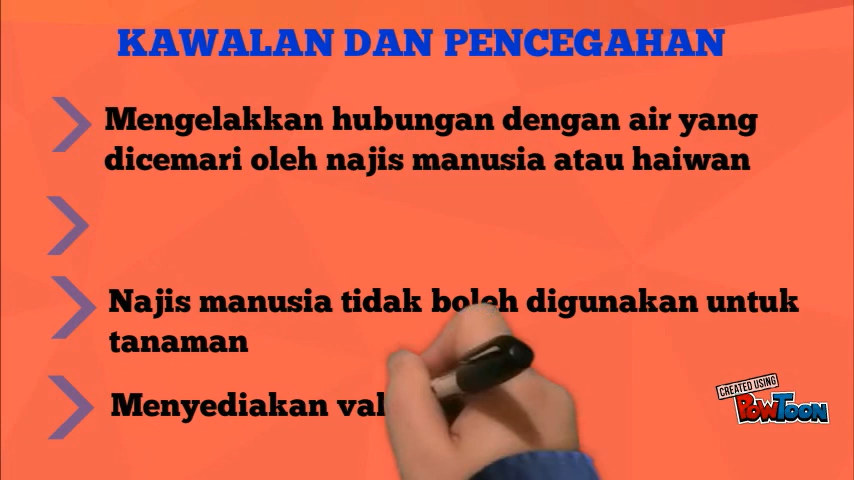 KAWALAN DAN PENCEGAHAN
Mengelakkan hubungan dengan air yang
dicemari oleh najis manusia atau haiwan
Najis manusia tidak boleh digunakan untuk
tanaman
Menyediakan
CREATED USING
POWTOON